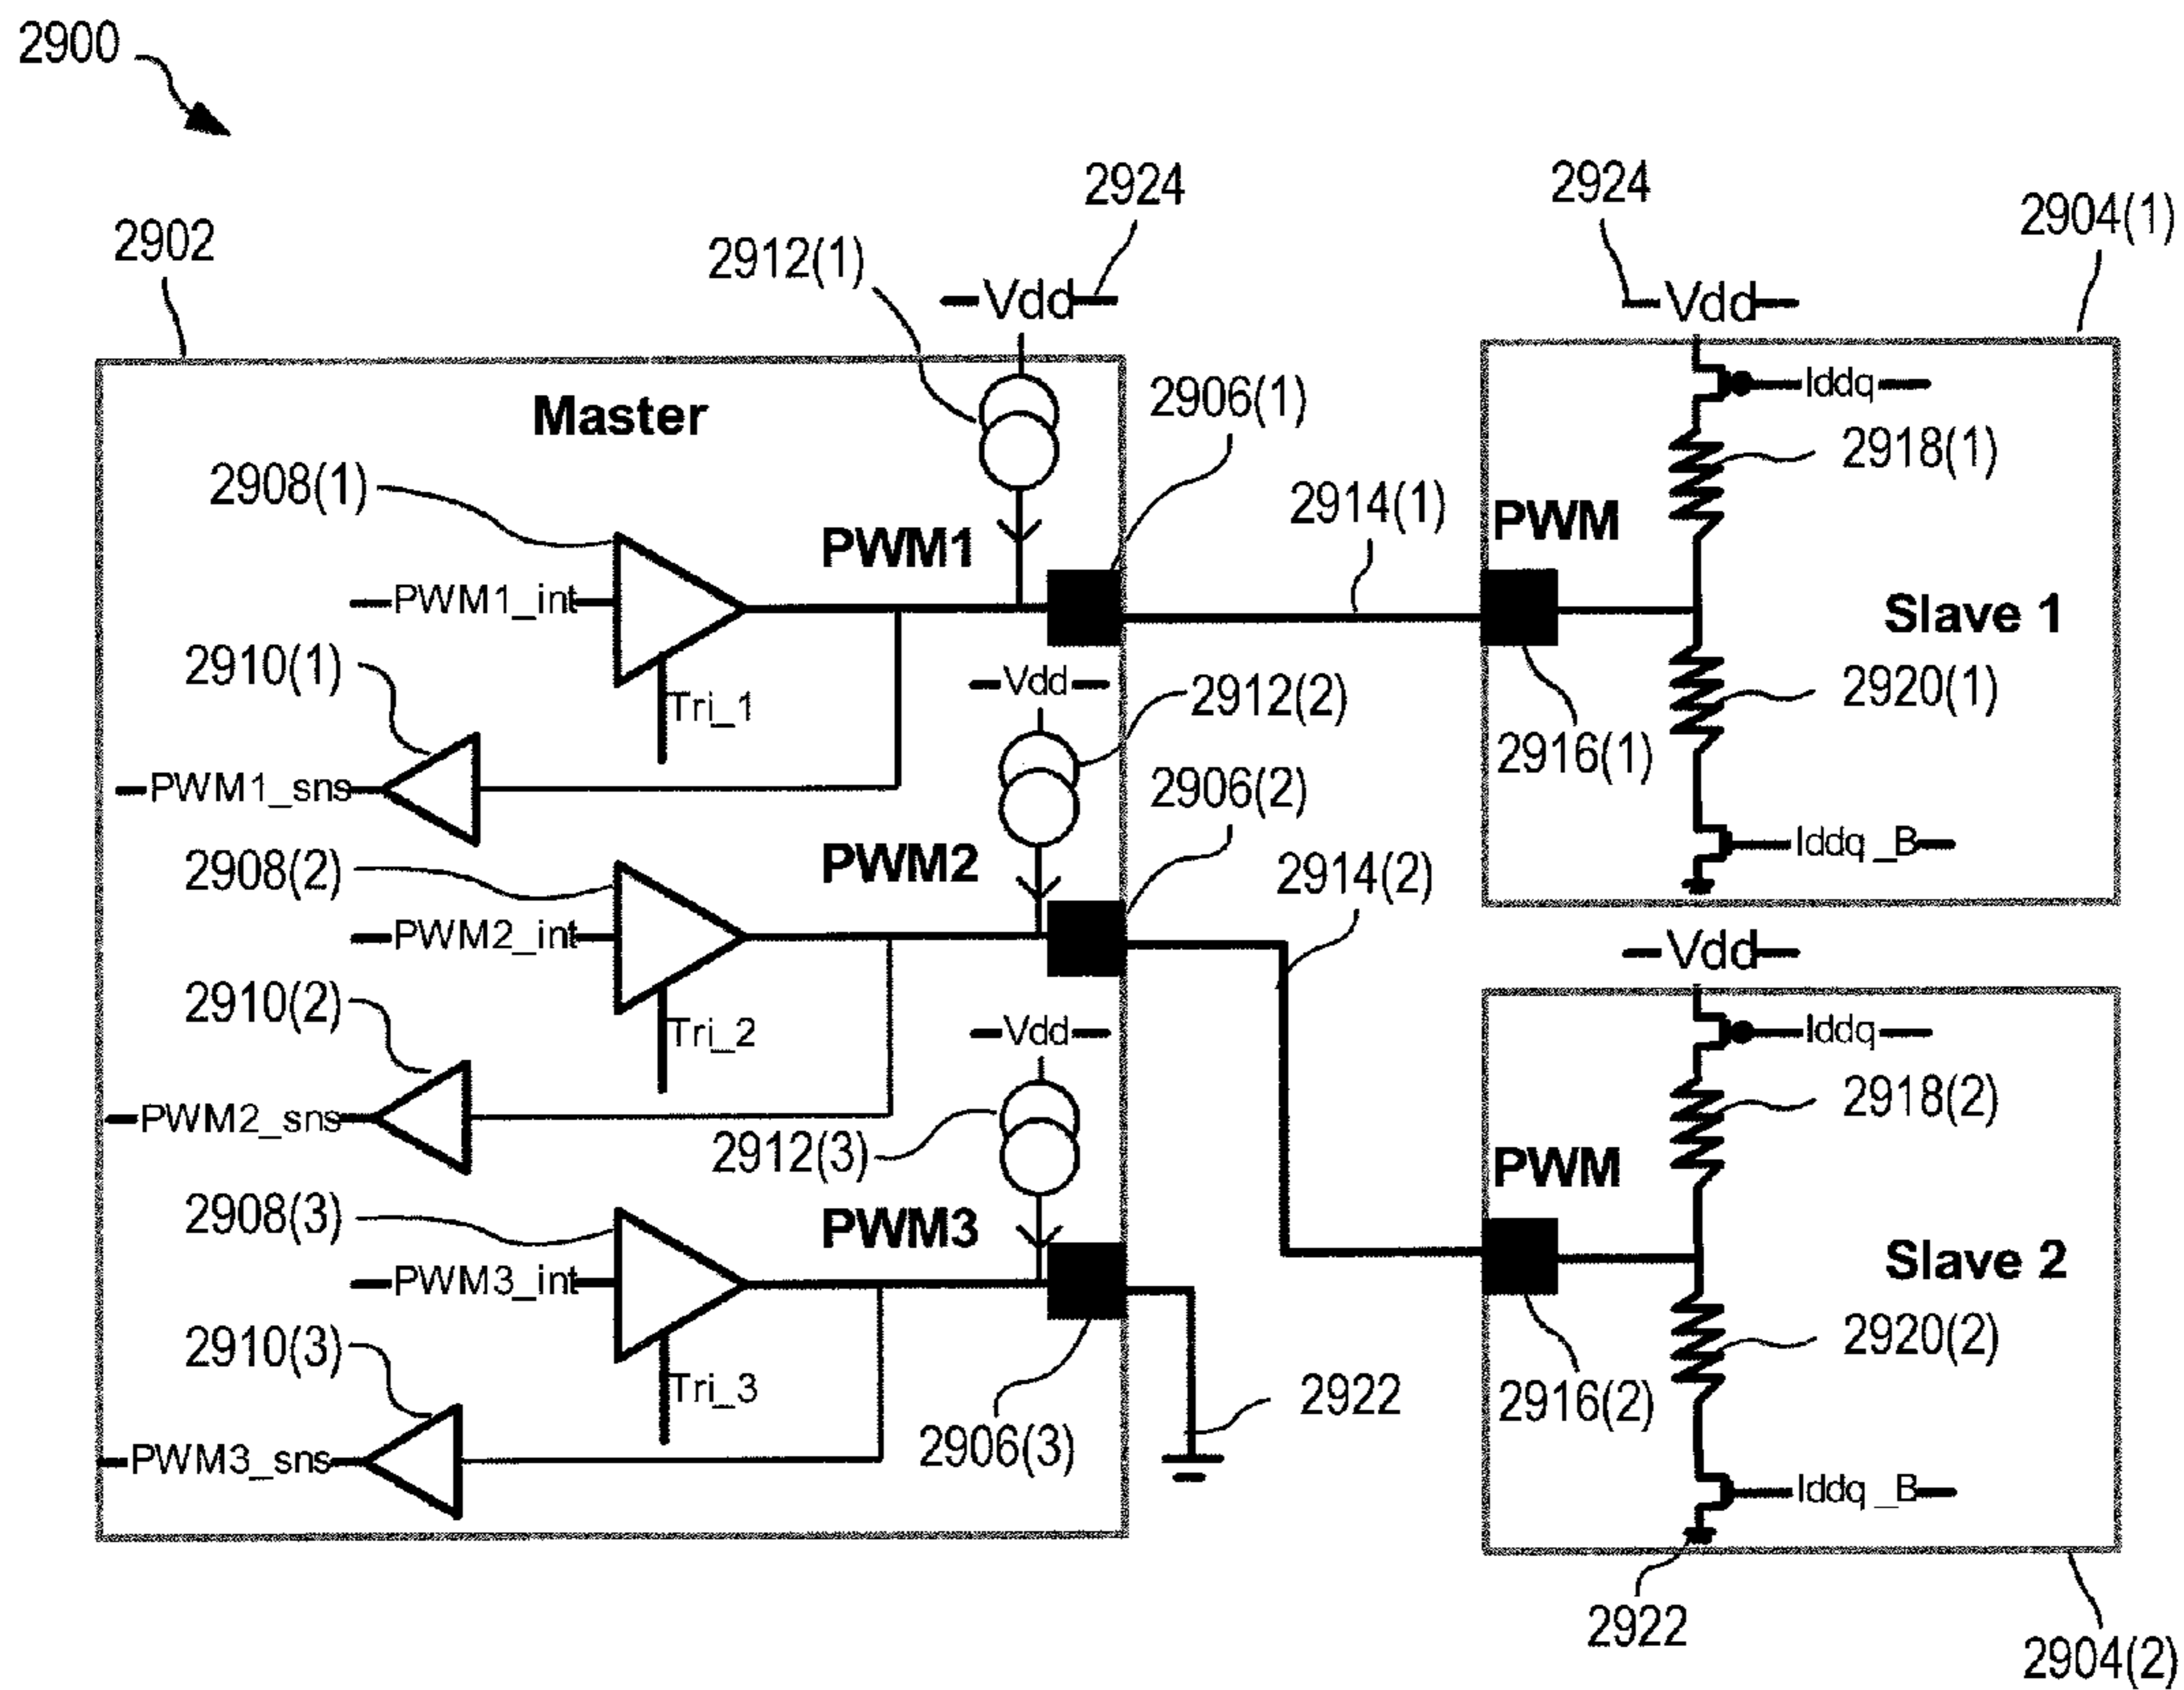 2900
2924
2924
2904(1)
2902
2912(1)
Vdd
Vdd
Iddq
2906(1)
Master
2918(1)
2908(1)
2914(1)
PWM1
PWM
PWM1_int
Slave 1
2910(1)
Tri_1
Vdd
2912(2)
2920(1)
2916(1)
PWM1_sns
2906(2)
Iddq_B
2908(2)
PWM2
2914(2)
PWM2_int
Vdd
2910(2)
Tri_2
Vdd
Iddq
2918(2)
PWM2_sns
2912(3)
PWM
2908(3)
PWM3
Slave 2
PWM3_int
2910(3)
Tri_3
2920(2)
2922
2916(2)
PWM3_sns
2906(3)
Iddq_B
2922
2904(2)